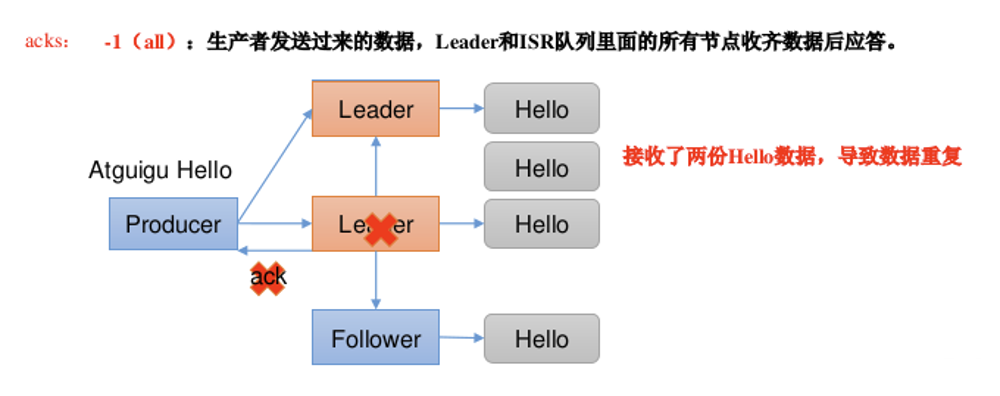 acks： -1（all）：生产者发送过来的数据，Leader和ISR队列里面的所有节点收齐数据后应答。
Leader
Hello
Hello
接收了两份Hello数据，导致数据重复
Atguigu Hello
Producer
Leader
Hello
ack
Follower
Hello